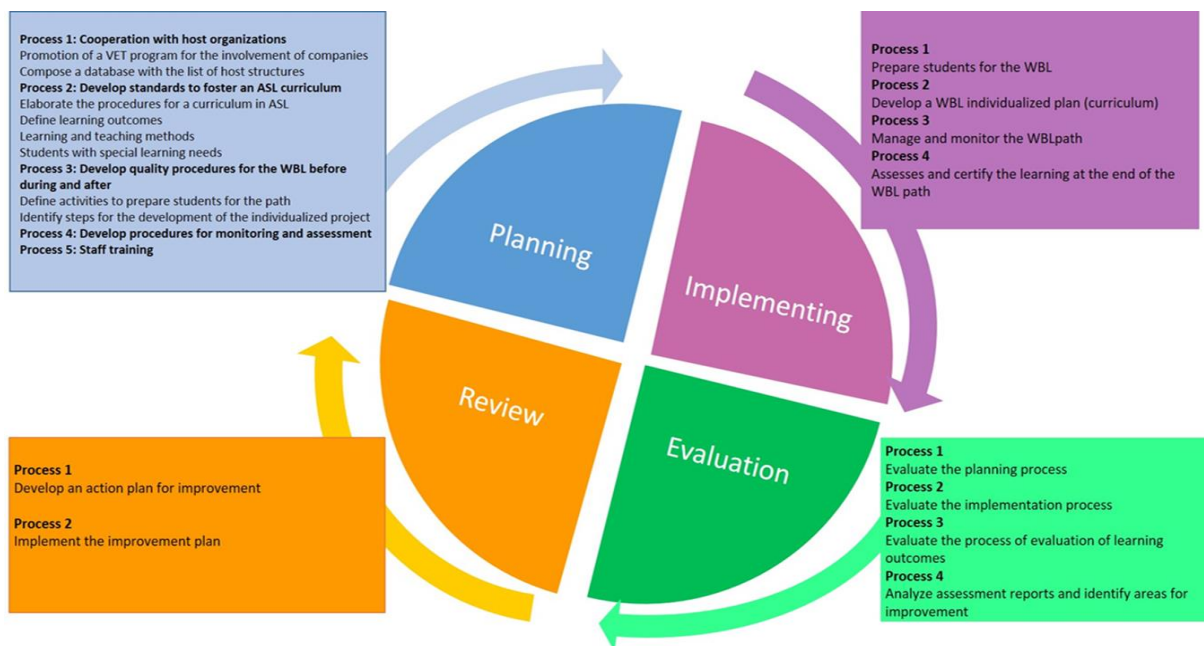 Process 1: Cooperation with host organizations
Promotion of a VET program for the involvement of companies
Compose a database with the list of host structures
Process 2: Develop standards to foster an ASL curriculum
Elaborate the procedures for a curriculum in ASL
Define learning outcomes
Learning and teaching methods
Students with special learning needs
Process 3: Develop quality procedures for the WBL before
during and after
Define activities to prepare students for the path
Identify steps for the development of the individualized project
Process 4: Develop procedures for monitoring and assessment
Process 5: Staff training
Planning
Implementing
Process 1
Prepare students for the WBL
Process 2
Develop a WBL individualized plan (curriculum)
Process 3
Manage and monitor the WBLpath
Process 4
Assesses and certify the learning at the end of the
WBL path
Review
Evaluation
Process 1
Develop an action plan for improvement
Process 2
Implement the improvement plan
Process 1
Evaluate the planning process
Process 2
Evaluate the implementation process
Process 3
Evaluate the process of evaluation of learning
outcomes
Process 4
Analyze assessment reports and identify areas for
improvement